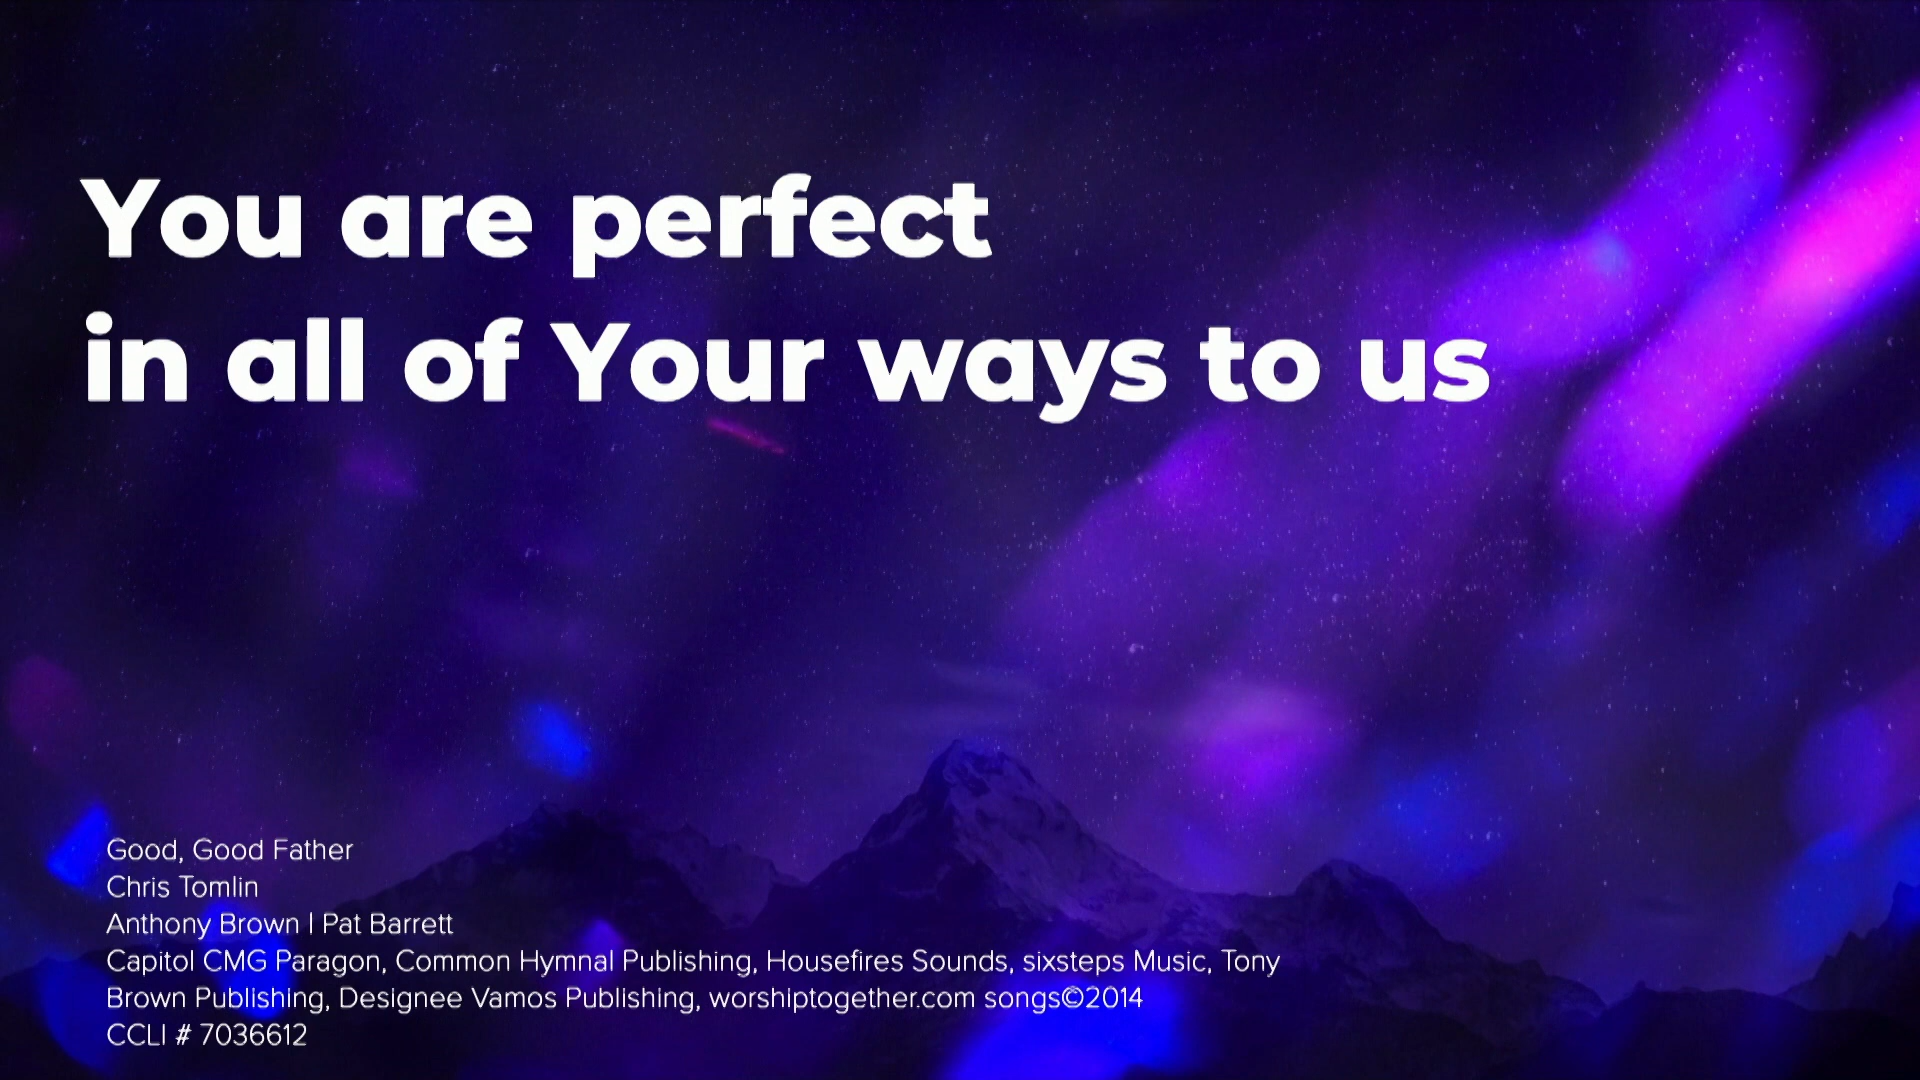 You are perfect
in all of Your ways to us
Good, Good Father
Chris Tomlin
Anthony Brown | Pat Barrett
Capitol CMG Paragon, Common Hymnal Publishing, Housefires Sounds, sixsteps Music, Tony
Brown Publishing, Designee Vamos Publishing, worshiptogether.com songs©2014
CCLI # 7036612